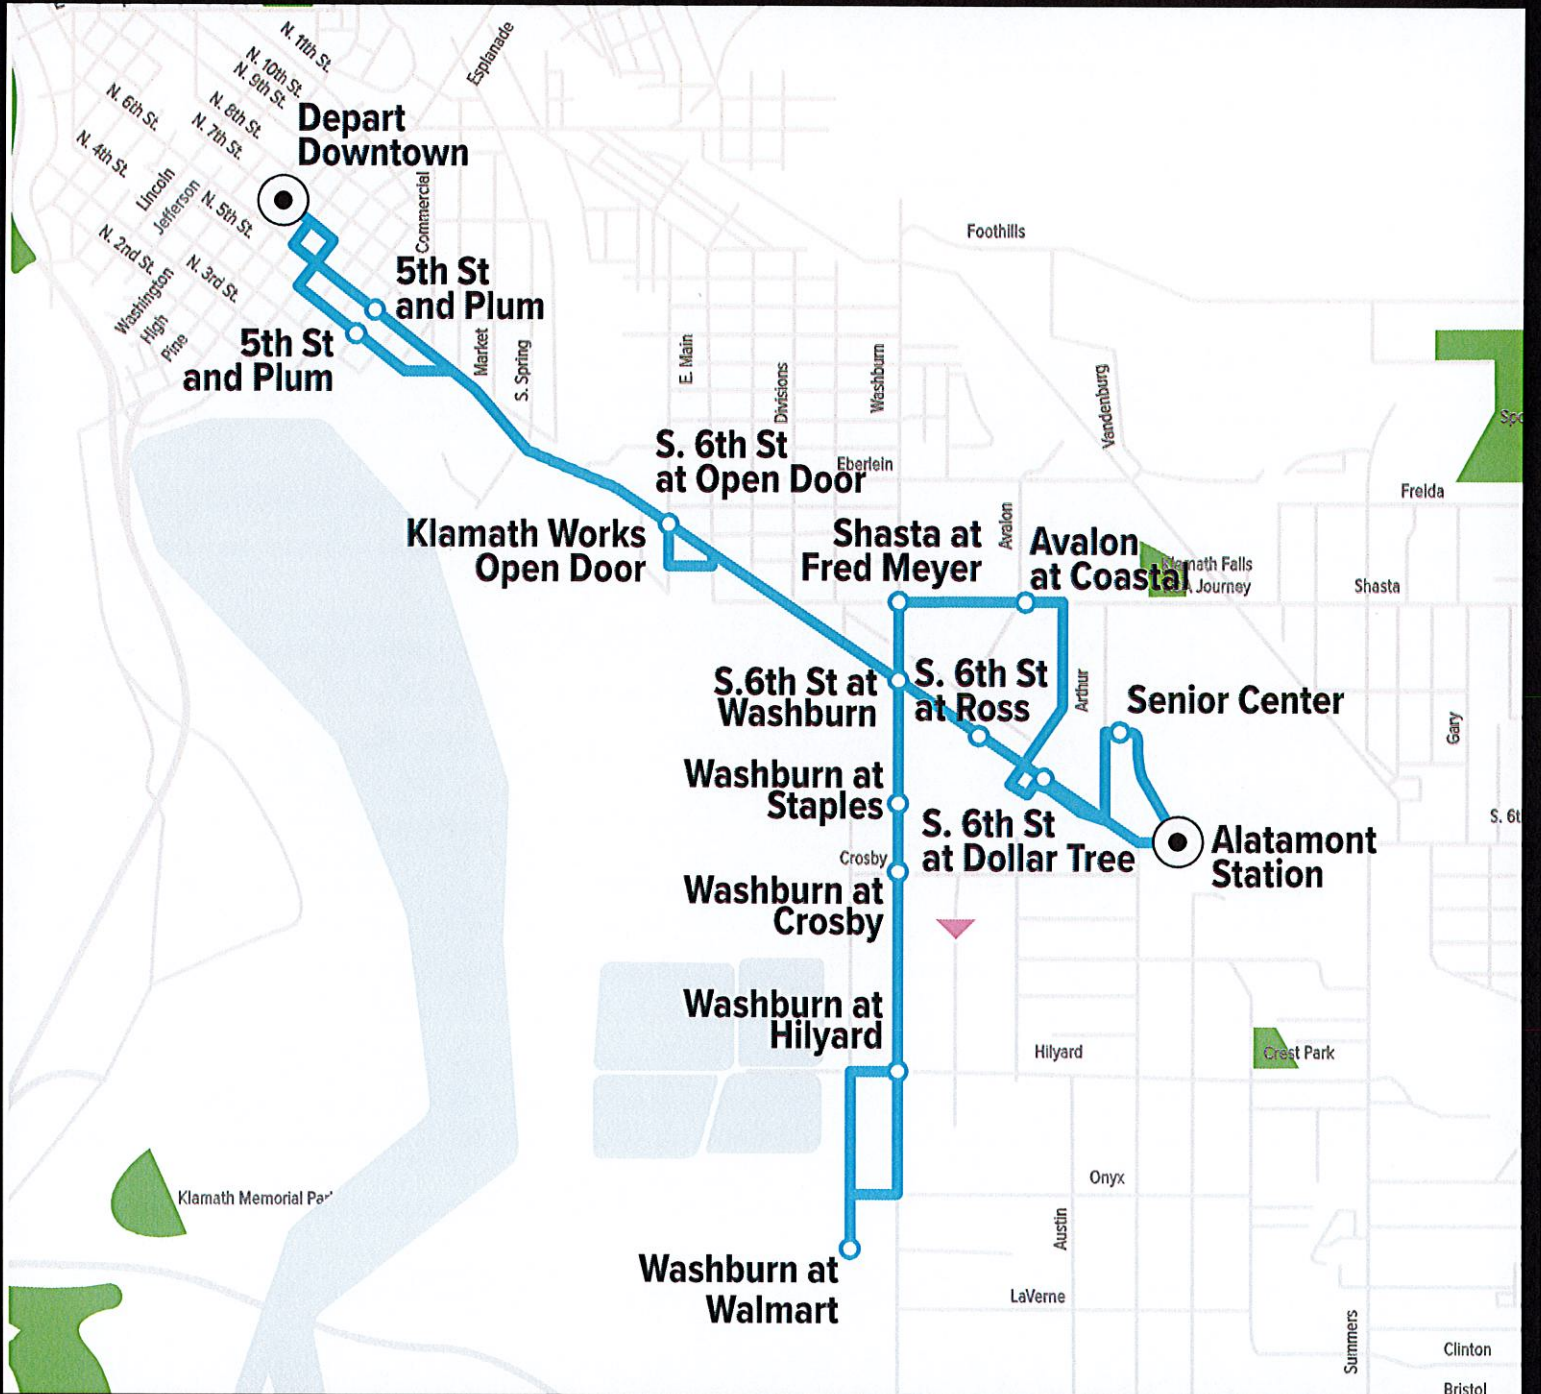 N. 11th St.
Esplanade
N. 10th St.
N. 9th St.
N. 6th St.
N. 8th St.
N. 7th St.
Depart
Downtown
N. 4th St.
Lincoln
Jefferson
N. 5th St.
Commercial
N. 2nd St.
N. 3rd St.
Washington
High
Pine
5th St
and Plum
5th St
and Plum
Market
S. Spring
E. Main
Divisions
Washburn
Foothills
Vandenburg
Spo
S. 6th St
at Open Door
Eberlein
Freida
Klamath Works
Open Door
Shasta at
Fred Meyer
Avalon
Avalon
at Coastal
Klamath Falls
A Journey
Shasta
S.6th St at
Washburn
S. 6th St
at Ross
Arthur
Senior Center
Gary
Washburn at
Staples
S. 6th St
at Dollar Tree
Alatamont
Station
S. 6t
Crosby
Washburn at
Crosby
Washburn at
Hilyard
Hilyard
Crest Park
Klamath Memorial Par
Onyx
Austin
Washburn at
Walmart
LaVerne
Summers
Clinton
Bristol